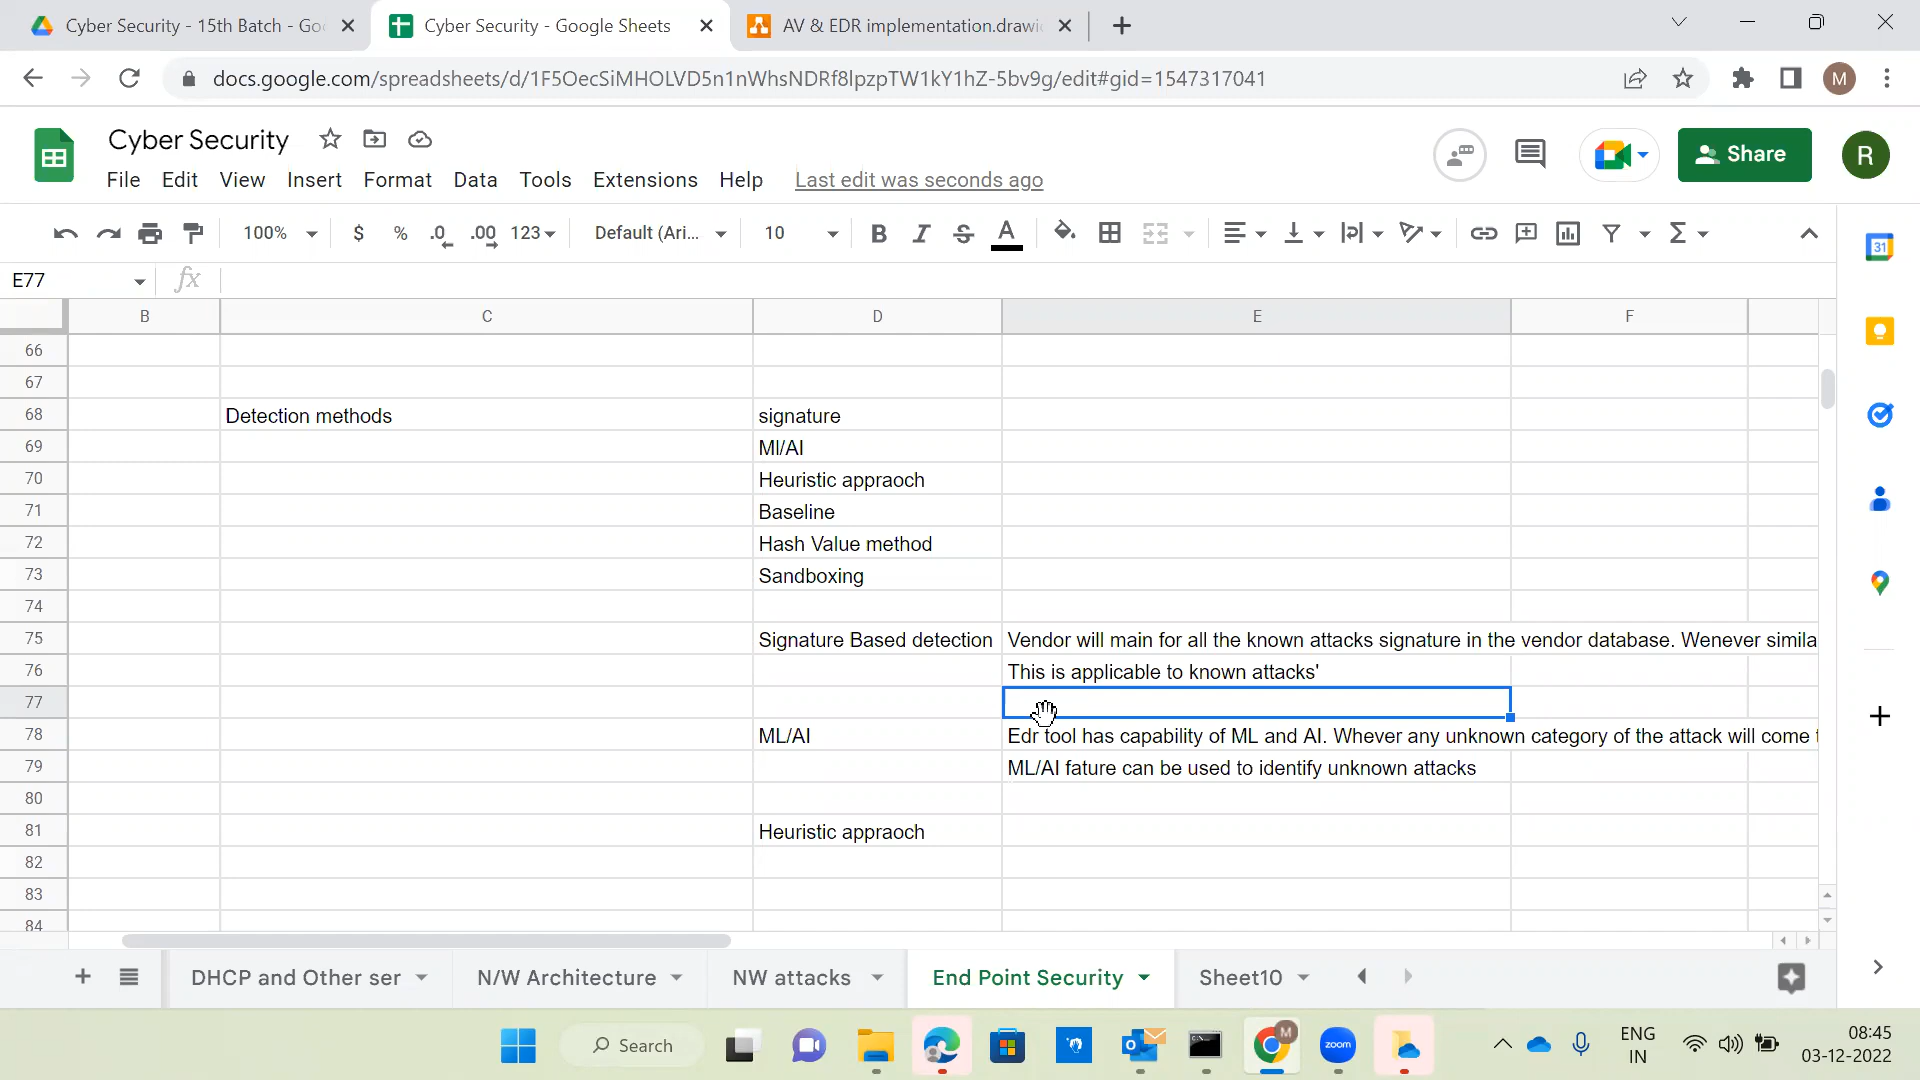 Cyber Security - 15th Batch - Go
Cyber Security - Google Sheets
AV & EDR implementation.drawi
docs.google.com/spreadsheets/d/1F5OecSiMHOLVD5n1nWhsNDRf8lpzpTW1kY1hZ-5bv9g/edit#gid=1547317041
M
Cyber Security
Share
R
File Edit View Insert Format Data Tools Extensions Help Last edit was seconds ago
100% $ % .0 .00 123 Default (Ari... 10 B I S A
31
E77 fx
B C D E F
66
67
68 Detection methods signature
69 Ml/AI
70 Heuristic appraoch
71 Baseline
72 Hash Value method
73 Sandboxing
74
75 Signature Based detection Vendor will main for all the known attacks signature in the vendor database. Wenever simila
76 This is applicable to known attacks'
77
78 ML/AI Edr tool has capability of ML and AI. Whever any unknown category of the attack will come
79 ML/AI fature can be used to identify unknown attacks
80
81 Heuristic appraoch
82
83
84
DHCP and Other ser N/W Architecture NW attacks End Point Security Sheet10
Search
M
zoom
ENG
IN
08:45
03-12-2022